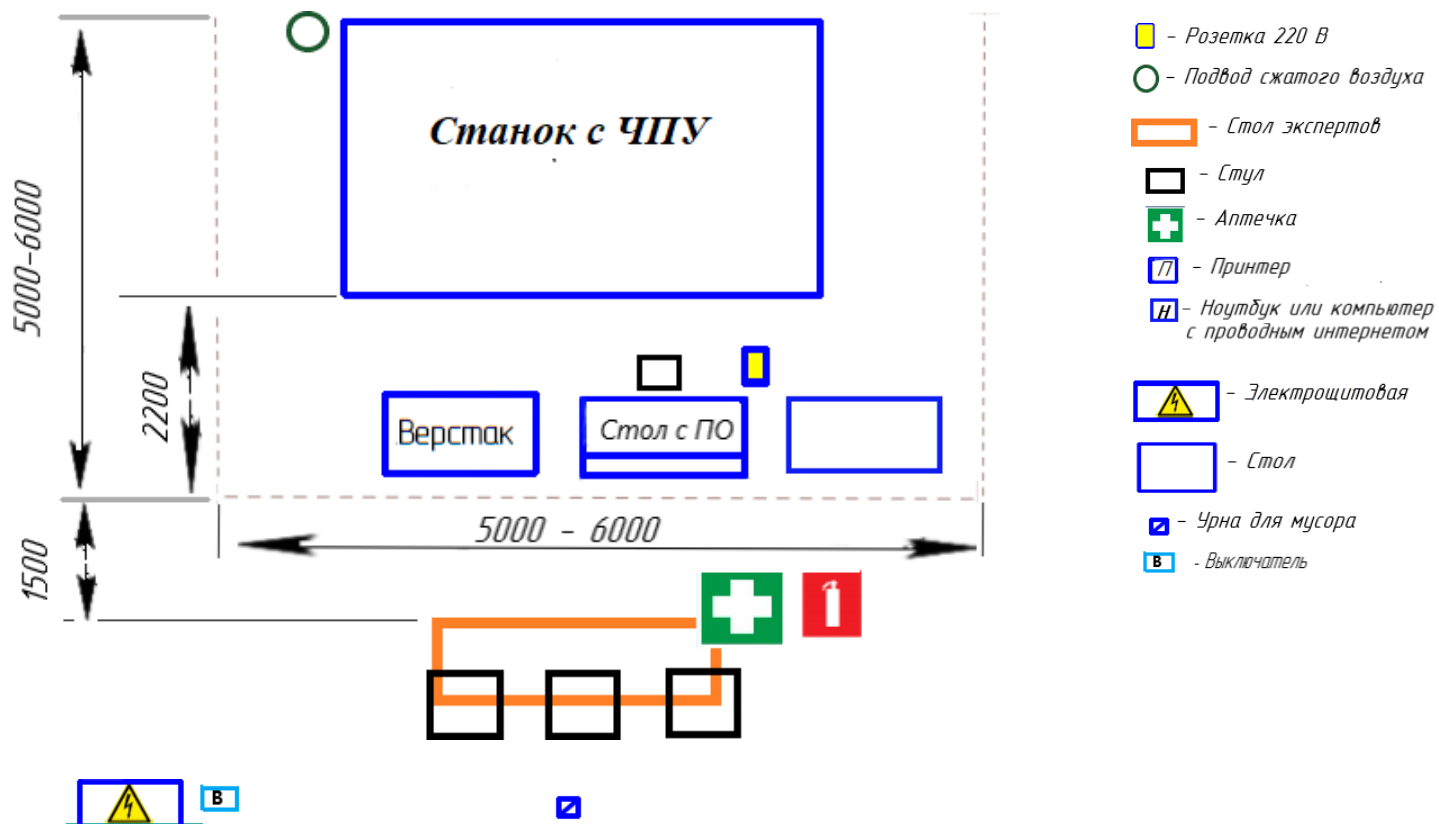 Станок с ЧПУ
5000-6000
2200
Верстак
Стол с ПО
5000 - 6000
1500
В
- Розетка 220 В
- Подвод сжатого воздуха
- Стол экспертов
- Стул
- Аптечка
П - Принтер
Н - Ноутбук или компьютер
с проводным интернетом
- Электрощитовая
- Стол
- Урна для мусора
В - Выключатель